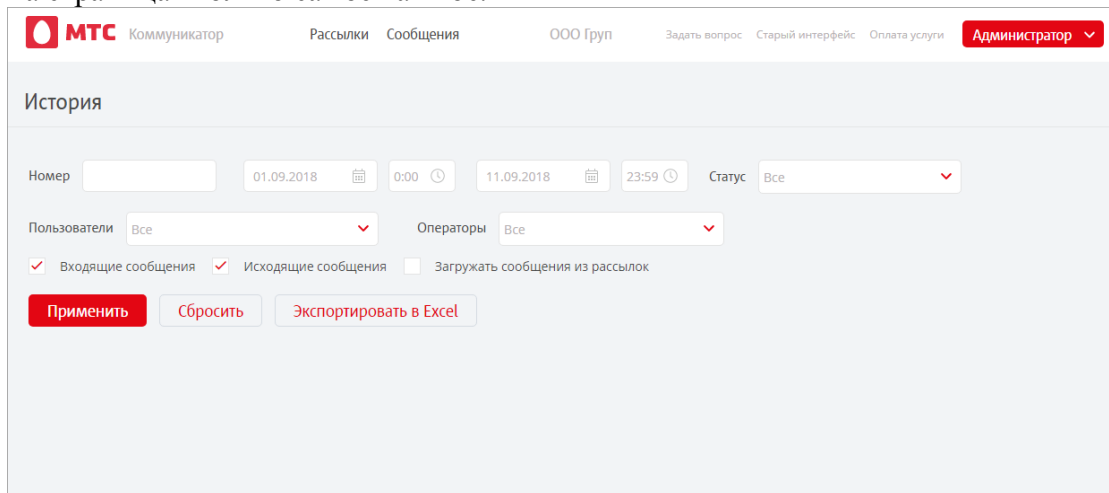 МТС Коммуникатор Рассылки Сообщения ООО Груп Задать вопрос Старый интерфейс Оплата услуги Администратор
История
Номер 01.09.2018 0:00 11.09.2018 23:59 Статус Все
Пользователи Все Операторы Все
Входящие сообщения Исходящие сообщения Загружать сообщения из рассылок
Применить Сбросить Экспортировать в Excel